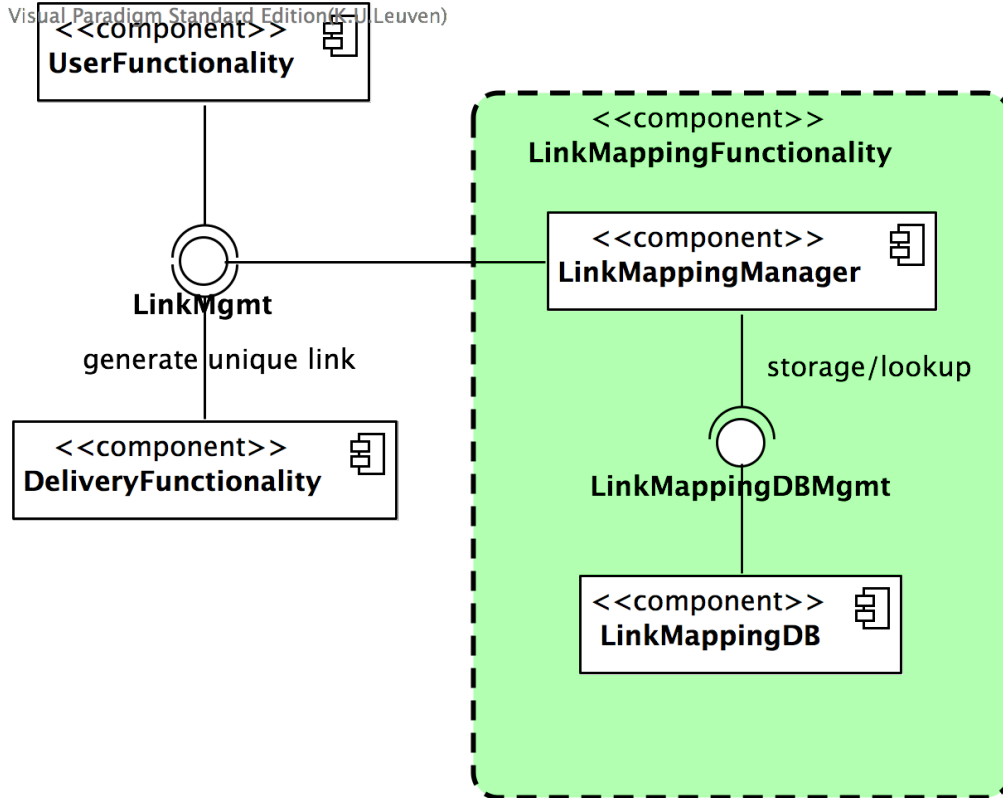 Visual Paradigm Standard Edition(K.U.Leuven)
<<component>>
UserFunctionality
<<component>>
LinkMappingFunctionality
<<component>>
LinkMappingManager
LinkMgmt
generate unique link
storage/lookup
<<component>>
DeliveryFunctionality
LinkMappingDBMgmt
<<component>>
LinkMappingDB